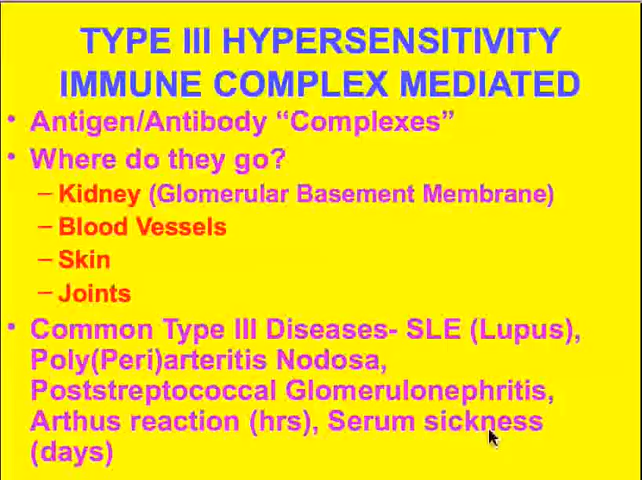 TYPE III HYPERSENSITIVITY
IMMUNE COMPLEX MEDIATED
• Antigen/Antibody “Complexes”
• Where do they go?
– Kidney (Glomerular Basement Membrane)
– Blood Vessels
– Skin
– Joints
• Common Type III Diseases- SLE (Lupus),
Poly(Peri)arteritis Nodosa,
Poststreptococcal Glomerulonephritis,
Arthus reaction (hrs), Serum sickness
(days)